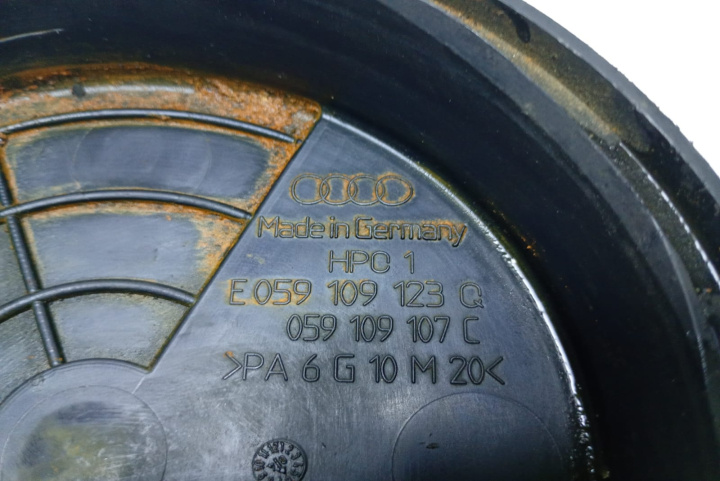 Made in Germany
HPC 1
E 059 109 123 Q
059 109 107 C
>PA 6 G 10 M 20<